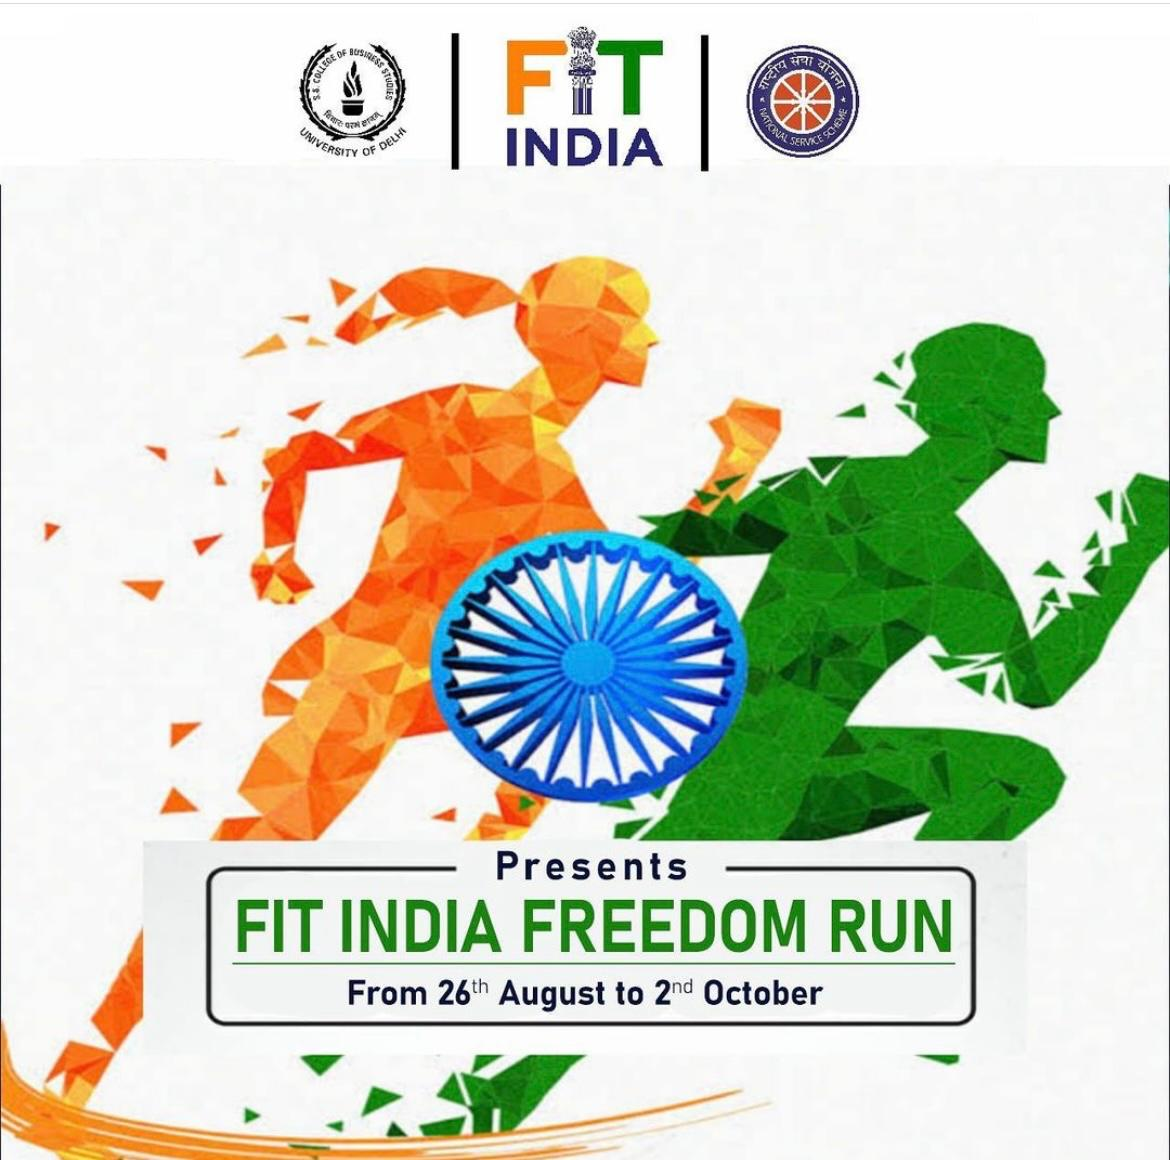 S.S. COLLEGE OF BUSINESS STUDIES
UNIVERSITY OF DELHI
FIT
INDIA
राष्ट्रीय सेवा योजना
NATIONAL SERVICE SCHEME
Presents
FIT INDIA FREEDOM RUN
From 26th August to 2nd October